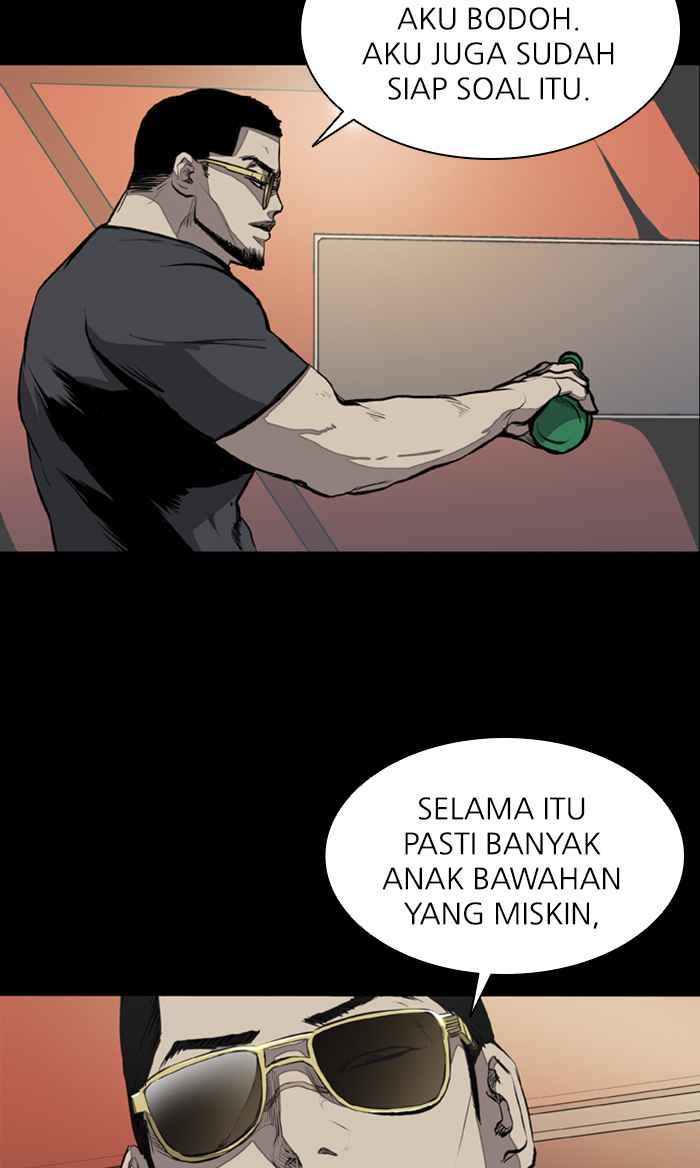 AKU BODOH.
AKU JUGA SUDAH
SIAP SOAL ITU.
SELAMA ITU
PASTI BANYAK
ANAK BAWAHAN
YANG MISKIN,